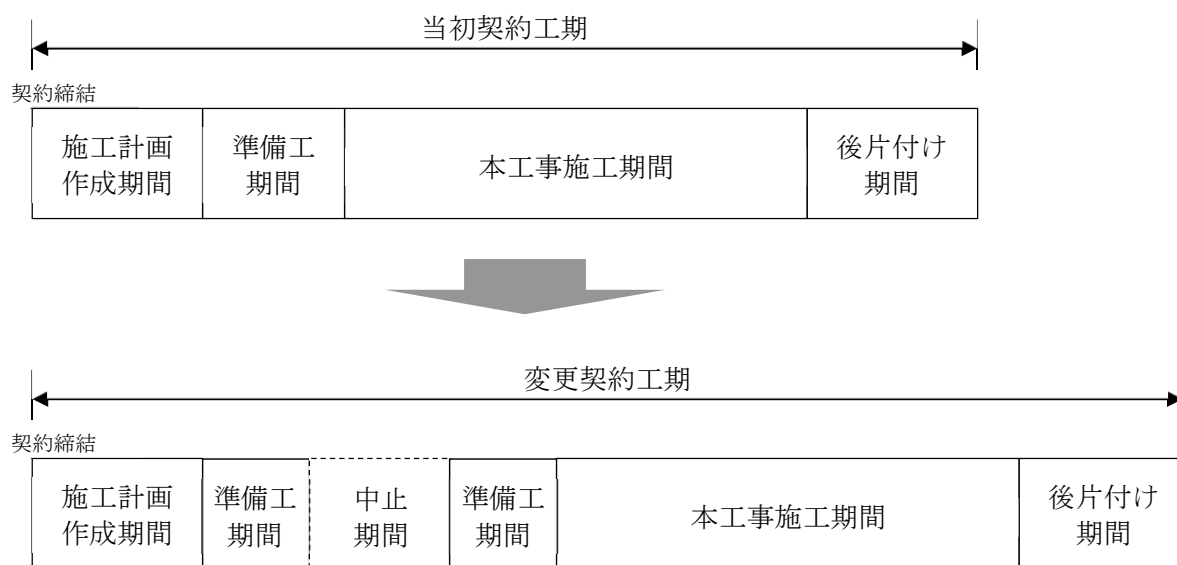 当初契約工期
契約締結
施工計画
作成期間
準備工
期間
本工事施工期間
後片付け
期間
変更契約工期
契約締結
施工計画
作成期間
準備工
期間
中止
期間
準備工
期間
本工事施工期間
後片付け
期間